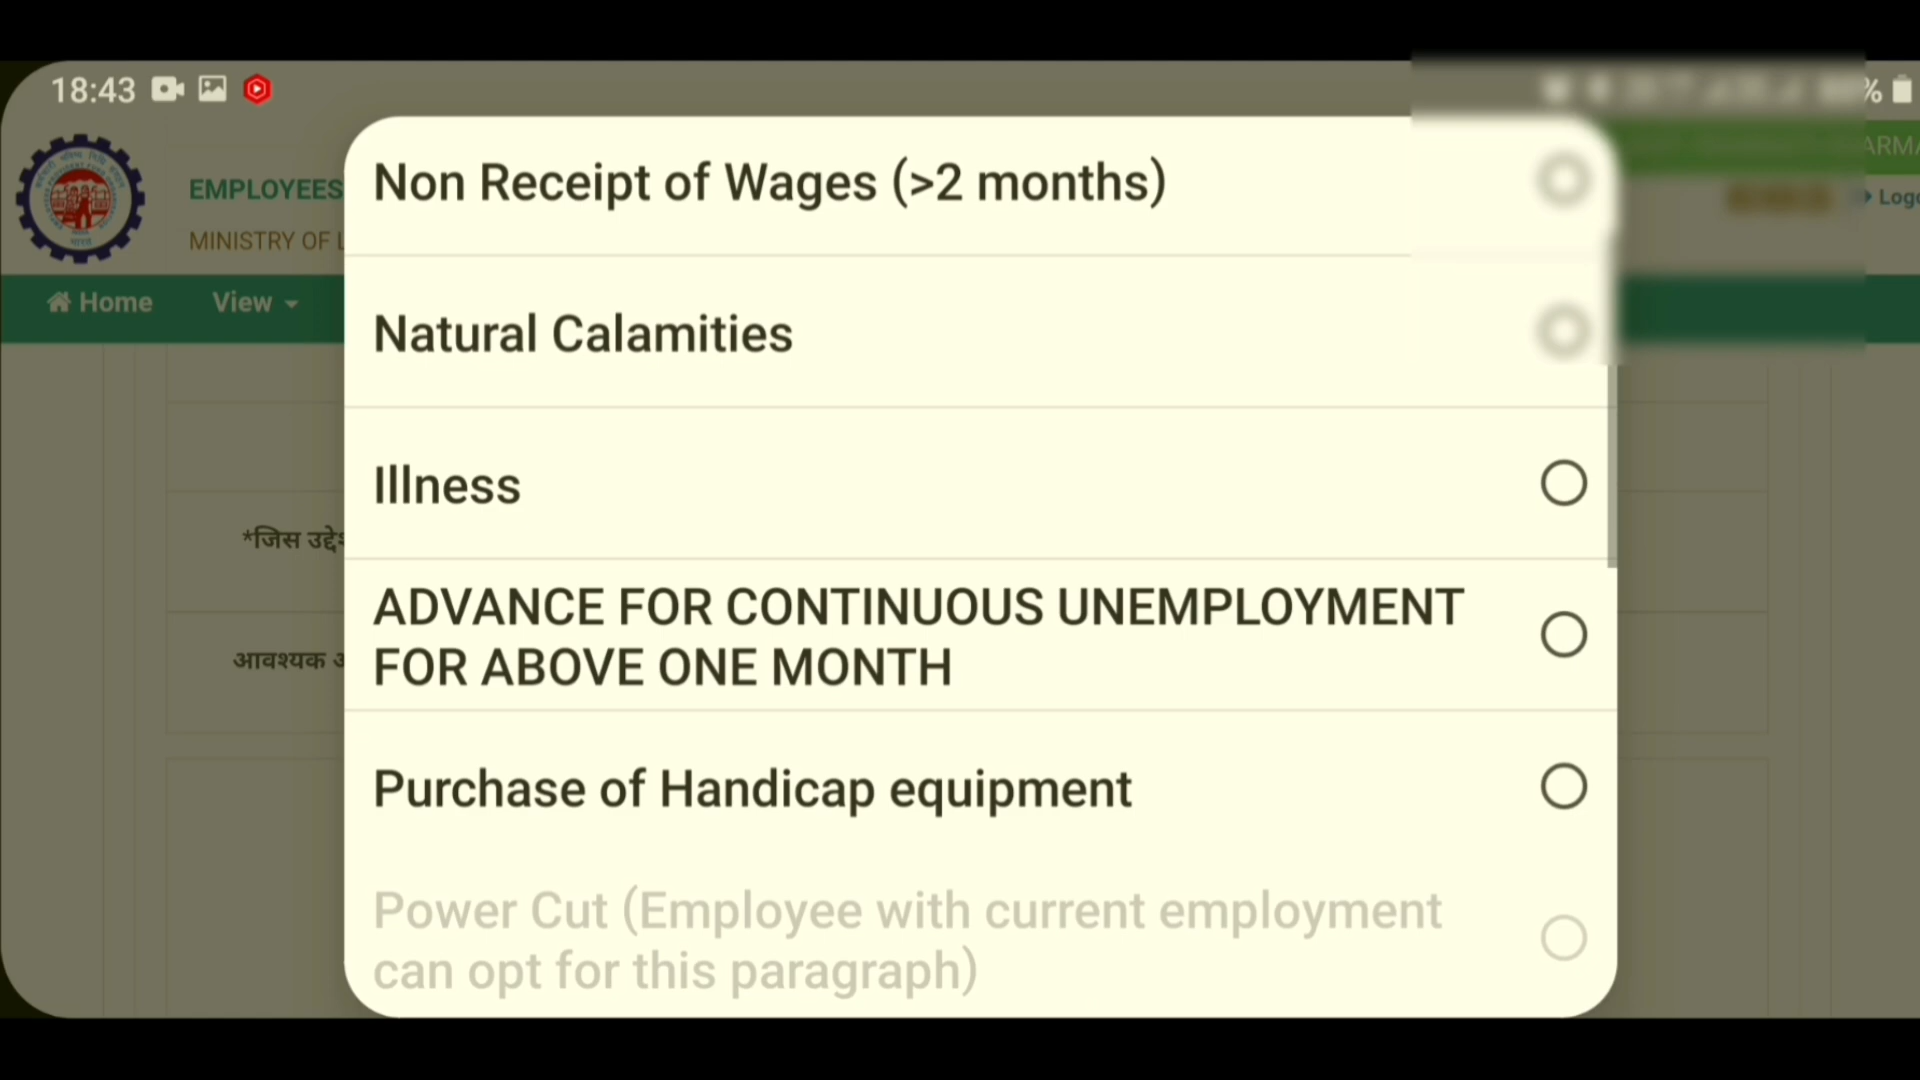 18:43
%
ARMA
EMPLOYEES
MINISTRY OF L
Logo
Home
View
Non Receipt of Wages (>2 months)
Natural Calamities
Illness
*जिस उद्देश
ADVANCE FOR CONTINUOUS UNEMPLOYMENT
FOR ABOVE ONE MONTH
आवश्यक अ
Purchase of Handicap equipment
Power Cut (Employee with current employment
can opt for this paragraph)